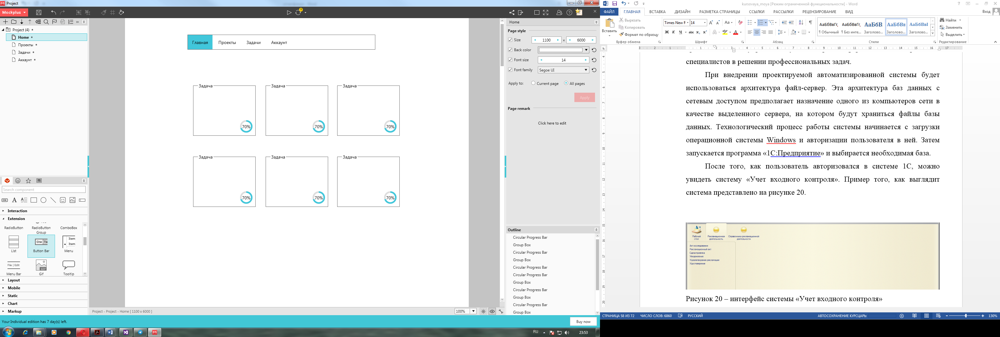 Project
Mockplus
Project (4) *
Home *
Проекты *
Задачи *
Аккаунт *
Search component
OK
Interaction
Extension
RadioButton
RadioButton Group
ComboBox
One Tw
Item
Item
List
Button Bar
Menu
File | Edit
GIF
Menu Bar
Gif
Tooltip
Layout
Mobile
Static
Chart
Markup
Главная Проекты Задачи Аккаунт
Задача Задача Задача
70% 70% 70%
Задача Задача Задача
70% 70% 70%
Project - Project - Home [ 1100 x 6000 ]
100%
Home
Page style
Size 1100 × 6000
Back color
Font size 14
Font family Segoe UI
Apply to: Current page All pages
Apply
Page remark
Click here to edit
Outline
Circular Progress Bar
Group Box
Circular Progress Bar
Group Box
Circular Progress Bar
Circular Progress Bar
Group Box
Circular Progress Bar
Group Box
Circular Progress Bar
Group Box
Your Individual edition has 7 day(s) left.
Buy now
RU
23:53
kursovaya_moya [Режим ограниченной функциональности] - Word
ФАЙЛ ГЛАВНАЯ ВСТАВКА ДИЗАЙН РАЗМЕТКА СТРАНИЦЫ ССЫЛКИ РАССЫЛКИ РЕЦЕНЗИРОВАНИЕ ВИД
Вход
Вставить
Вырезать
Копировать
Формат по образцу
Буфер обмена
Times New F 14
Шрифт
Абзац
АаБбВвГг, АаБбВвГг, АаБбВ: АаБбВв АаБбВвІ
¶ Обычный ¶ Без инте... Заголово... Заголово... Заголово...
Стили
Найти
Заменить
Выделить
Редактирование
специалистов в решении профессиональных задач.
При внедрении проектируемой автоматизированной системы будет
использоваться архитектура файл-сервер. Эта архитектура баз данных с
сетевым доступом предполагает назначение одного из компьютеров сети в
качестве выделенного сервера, на котором будут храниться файлы базы
данных. Технологический процесс работы системы начинается с загрузки
операционной системы Windows и авторизации пользователя в ней. Затем
запускается программа «1С:Предприятие» и выбирается необходимая база.
После того, как пользователь авторизовался в системе 1С, можно
увидеть систему «Учет входного контроля». Пример того, как выглядит
система представлено на рисунке 20.
Рабочий стол
Рекламационная деятельность
Справочники рекламационной деятельности
Акт исследования
Рекламационный акт
Сдача-приемка
Уведомления
Удовлетворение рекламации
Удостоверение
Рисунок 20 – интерфейс системы «Учет входного контроля»
СТРАНИЦА 58 ИЗ 72 ЧИСЛО СЛОВ: 6860 РУССКИЙ
АВТОСОХРАНЕНИЕ КУРСЦАРЬ:
130%